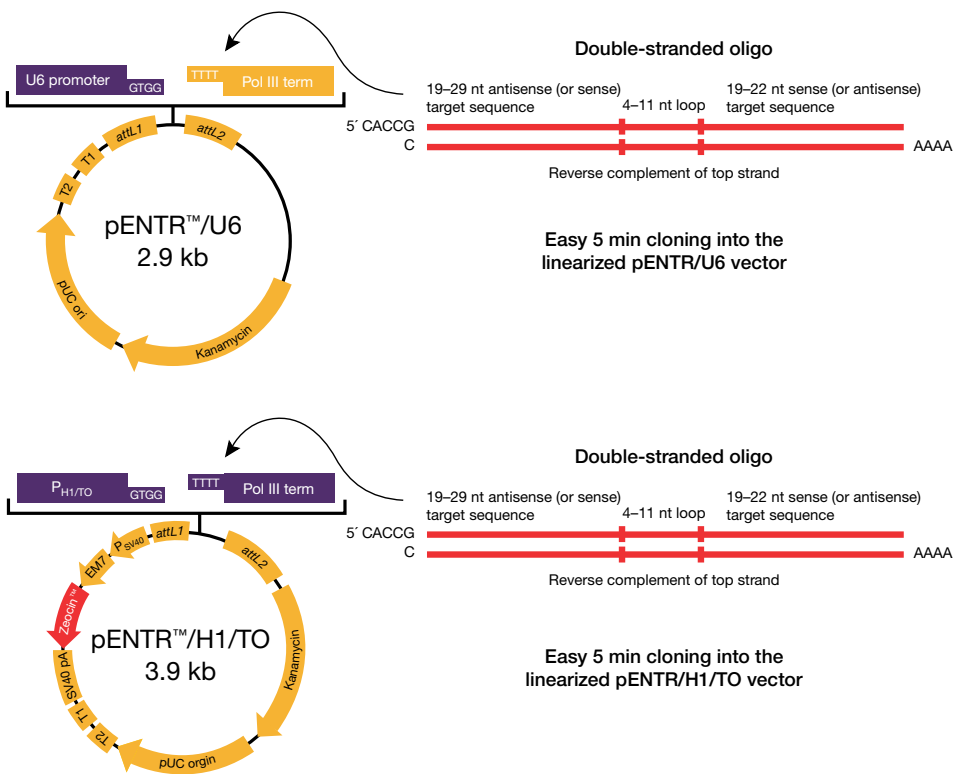 U6 promoter
GTGG
TTTT
Pol III term
Double-stranded oligo
19–29 nt antisense (or sense)
target sequence
4–11 nt loop
19–22 nt sense (or antisense)
target sequence
5´ CACCG
C
AAAA
Reverse complement of top strand
attL1
attL2
T1
T2
pENTR™/U6
2.9 kb
pUC ori
Kanamycin
Easy 5 min cloning into the
linearized pENTR/U6 vector
PH1/TO
GTGG
TTTT
Pol III term
Double-stranded oligo
19–29 nt antisense (or sense)
target sequence
4–11 nt loop
19–22 nt sense (or antisense)
target sequence
5´ CACCG
C
AAAA
Reverse complement of top strand
attL1
attL2
PSV40
EM7
Zeocin™
SV40 pA
T1
T2
pENTR™/H1/TO
3.9 kb
Kanamycin
pUC orgin
Easy 5 min cloning into the
linearized pENTR/H1/TO vector